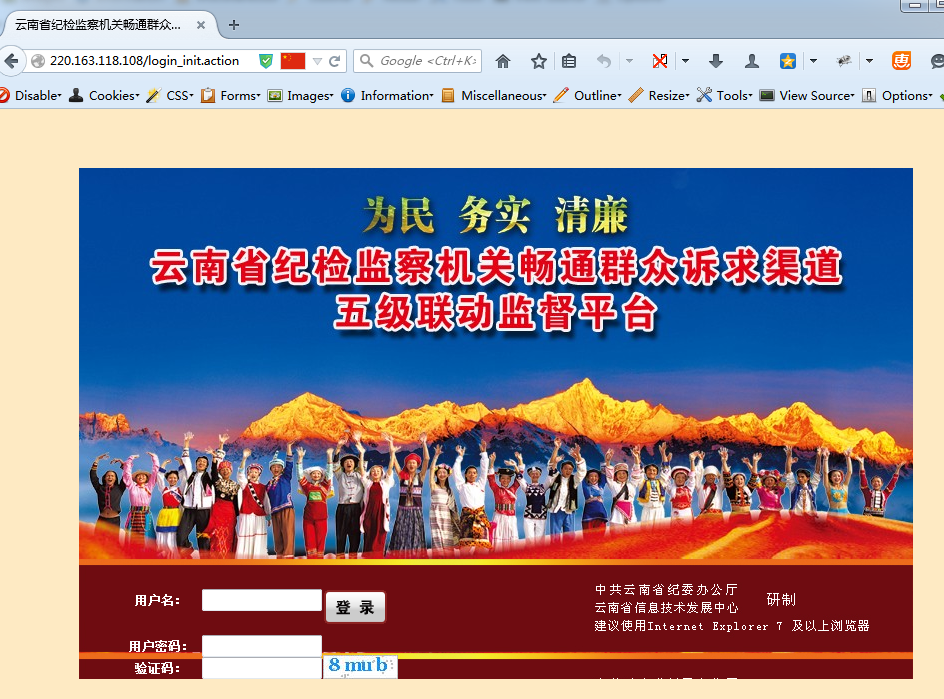 云南省纪检监察机关畅通群众...
220.163.118.108/login_init.action
Google <Ctrl+K>
惠
Disable Cookies CSS Forms Images Information Miscellaneous Outline Resize Tools View Source Options
为民 务实 清廉
云南省纪检监察机关畅通群众诉求渠道
五级联动监督平台
用户名:
登 录
用户密码:
验证码:
8 murb
中共云南省纪委办公厅
云南省信息技术发展中心
研制
建议使用Internet Explorer 7 及以上浏览器